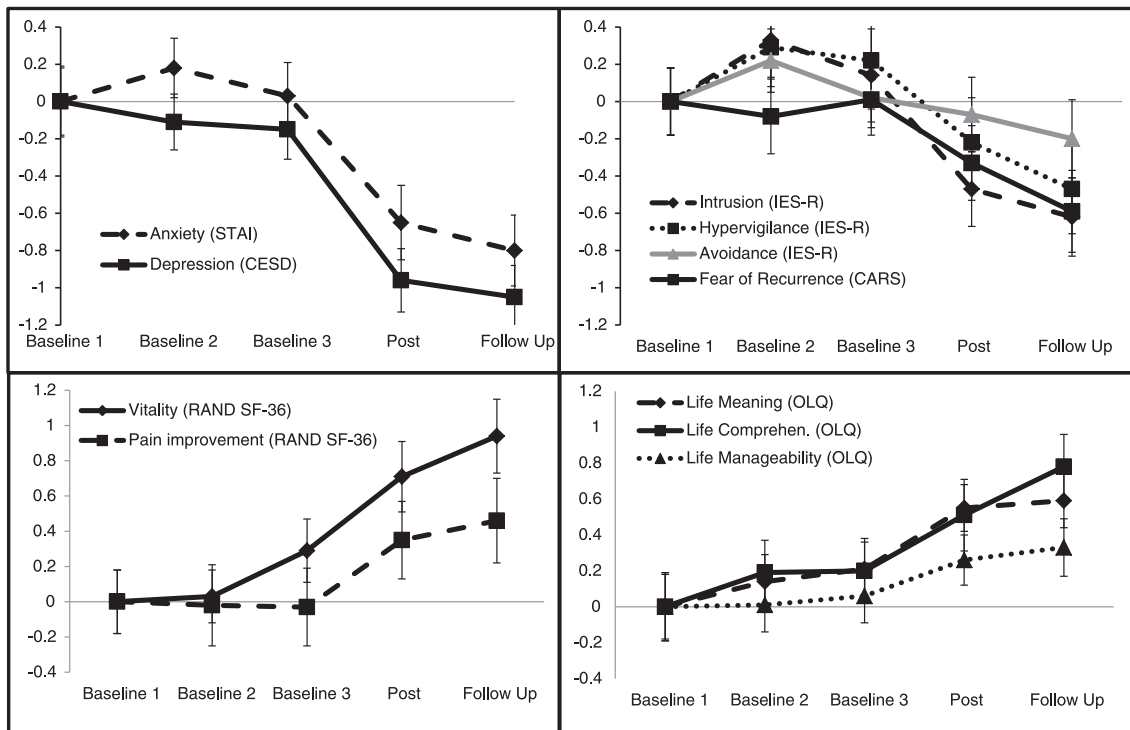 0.4
0.2
0
-0.2
-0.4
-0.6
-0.8
-1
-1.2
Anxiety (STAI)
Depression (CESD)
Baseline 1 Baseline 2 Baseline 3 Post Follow Up
0.4
0.2
0
-0.2
-0.4
-0.6
-0.8
-1
-1.2
Intrusion (IES-R)
Hypervigilance (IES-R)
Avoidance (IES-R)
Fear of Recurrence (CARS)
Baseline 1 Baseline 2 Baseline 3 Post Follow Up
1.2
1
0.8
0.6
0.4
0.2
0
-0.2
-0.4
Vitality (RAND SF-36)
Pain improvement (RAND SF-36)
Baseline 1 Baseline 2 Baseline 3 Post Follow Up
1.2
1
0.8
0.6
0.4
0.2
0
-0.2
-0.4
Life Meaning (OLQ)
Life Comprehen. (OLQ)
Life Manageability (OLQ)
Baseline 1 Baseline 2 Baseline 3 Post Follow Up